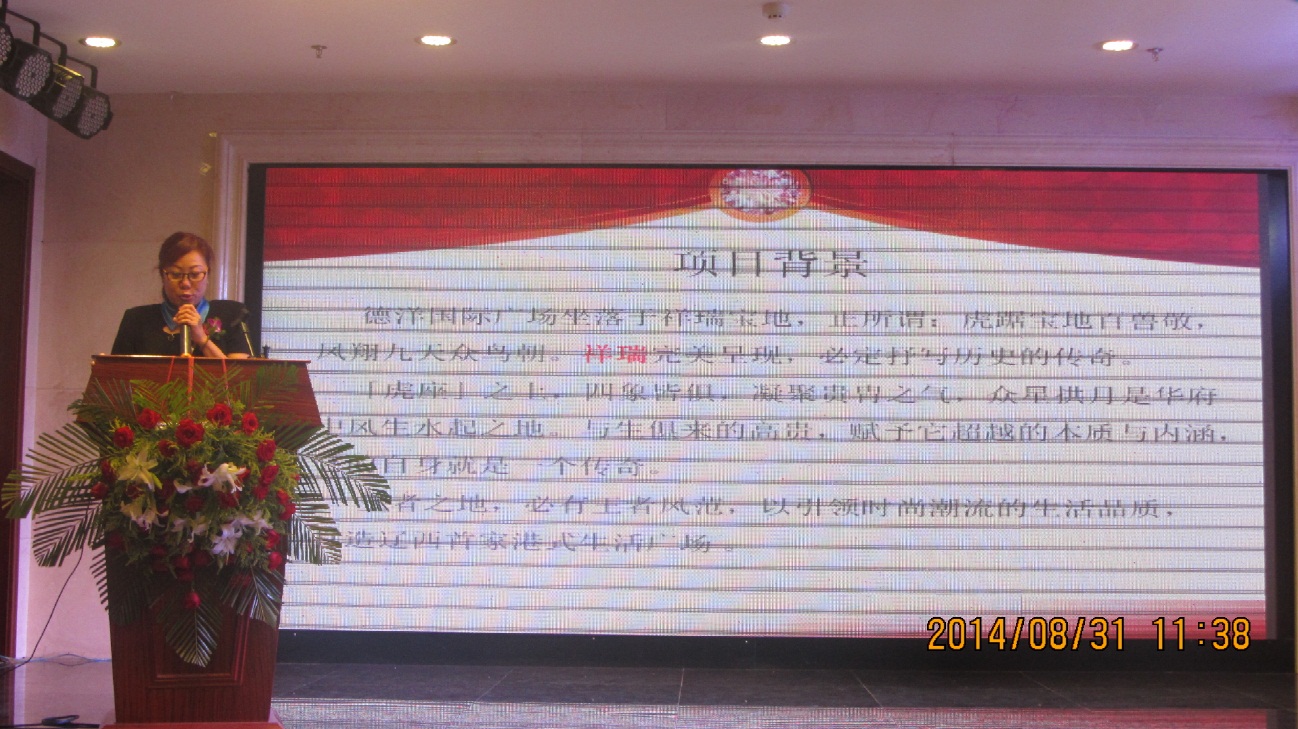 项目背景
德洋国际广场坐落于祥瑞宝地，正所谓：虎踞宝地百兽敬，
凤翔九天众鸟朝。祥瑞完美呈现，必定抒写历史的传奇。
「虎座」之上，四象皆俱，凝聚贵胄之气，众星拱月是华府
中风生水起之地。与生俱来的高贵，赋予它超越的本质与内涵，
自身就是一个传奇。
者之地，必有王者风范，以引领时尚潮流的生活品质，
造辽西首家港式生活广场。
2014/08/31 11:38